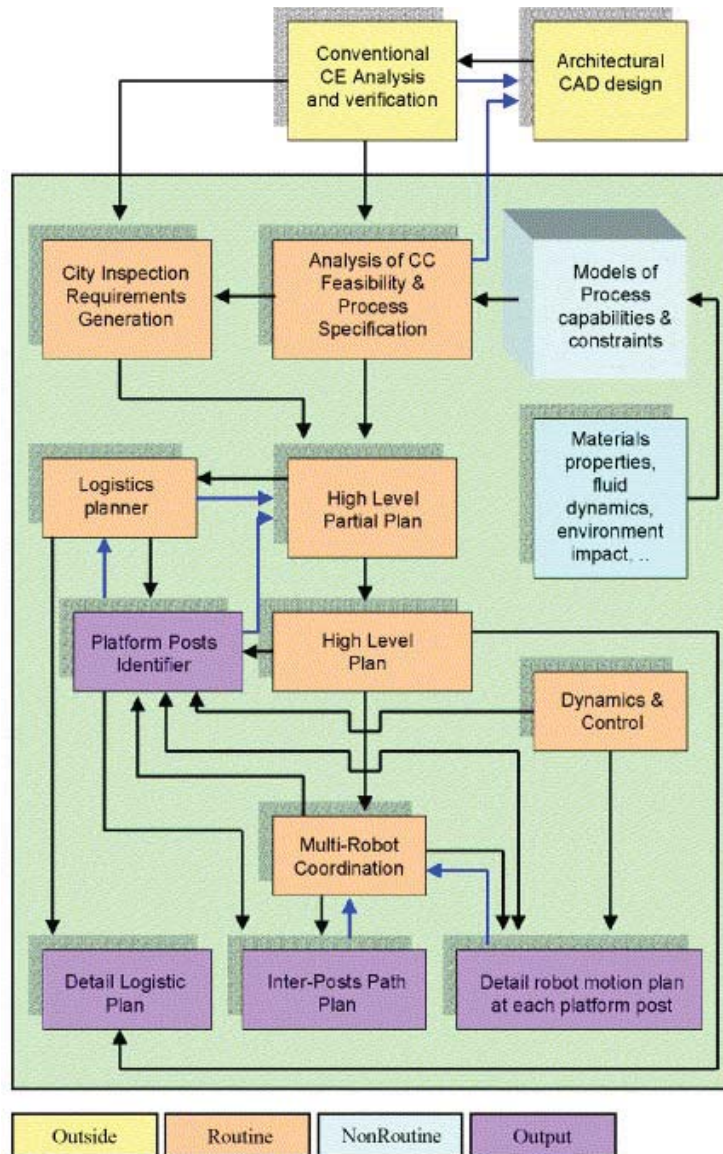 Conventional
CE Analysis
and verification
Architectural
CAD design
City Inspection
Requirements
Generation
Analysis of CC
Feasibility &
Process
Specification
Models of
Process
capabilities &
constraints
Materials
properties,
fluid
dynamics,
environment
impact, ..
Logistics
planner
High Level
Partial Plan
Platform Posts
Identifier
High Level
Plan
Dynamics &
Control
Multi-Robot
Coordination
Detail Logistic
Plan
Inter-Posts Path
Plan
Detail robot motion plan
at each platform post
Outside
Routine
NonRoutine
Output